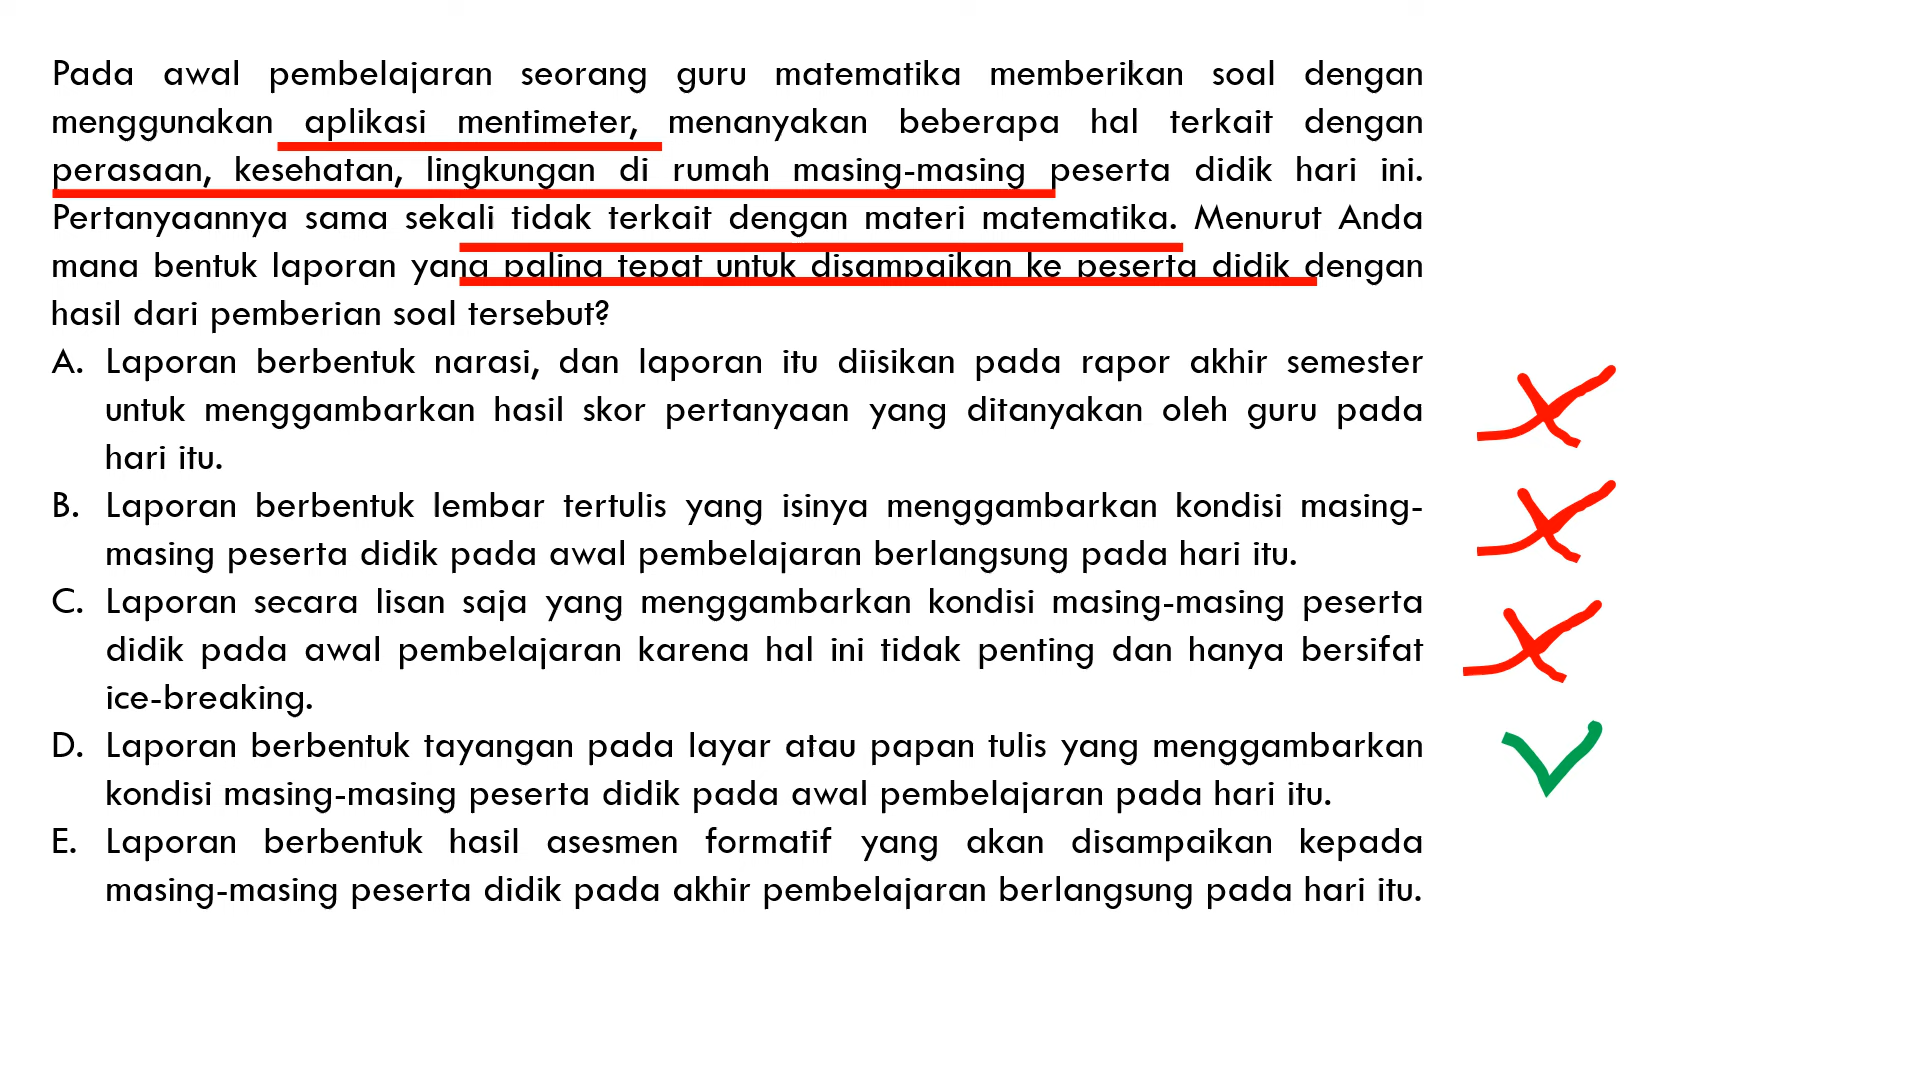 Pada awal pembelajaran seorang guru matematika memberikan soal dengan
menggunakan aplikasi mentimeter, menanyakan beberapa hal terkait dengan
perasaan, kesehatan, lingkungan di rumah masing-masing peserta didik hari ini.
Pertanyaannya sama sekali tidak terkait dengan materi matematika. Menurut Anda
mana bentuk laporan yang paling tepat untuk disampaikan ke peserta didik dengan
hasil dari pemberian soal tersebut?
A. Laporan berbentuk narasi, dan laporan itu diisikan pada rapor akhir semester
untuk menggambarkan hasil skor pertanyaan yang ditanyakan oleh guru pada
hari itu.
B. Laporan berbentuk lembar tertulis yang isinya menggambarkan kondisi masing-
masing peserta didik pada awal pembelajaran berlangsung pada hari itu.
C. Laporan secara lisan saja yang menggambarkan kondisi masing-masing peserta
didik pada awal pembelajaran karena hal ini tidak penting dan hanya bersifat
ice-breaking.
D. Laporan berbentuk tayangan pada layar atau papan tulis yang menggambarkan
kondisi masing-masing peserta didik pada awal pembelajaran pada hari itu.
E. Laporan berbentuk hasil asesmen formatif yang akan disampaikan kepada
masing-masing peserta didik pada akhir pembelajaran berlangsung pada hari itu.